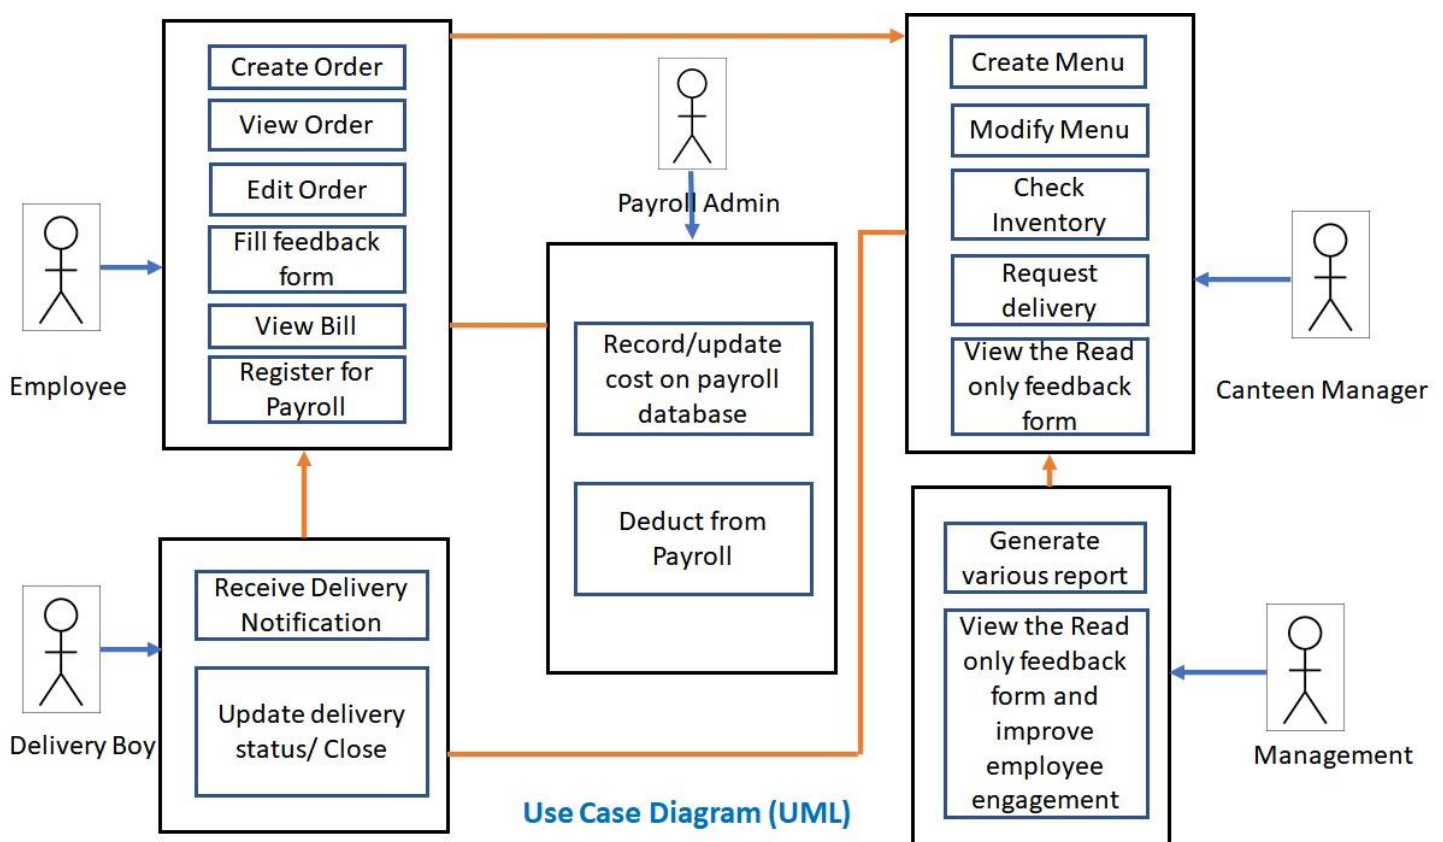 Create Order
View Order
Edit Order
Fill feedback
form
View Bill
Register for
Payroll
Employee
Payroll Admin
Record/update
cost on payroll
database
Deduct from
Payroll
Create Menu
Modify Menu
Check
Inventory
Request
delivery
View the Read
only feedback
form
Canteen Manager
Receive Delivery
Notification
Update delivery
status/ Close
Delivery Boy
Generate
various report
View the Read
only feedback
form and
improve
employee
engagement
Management
Use Case Diagram (UML)